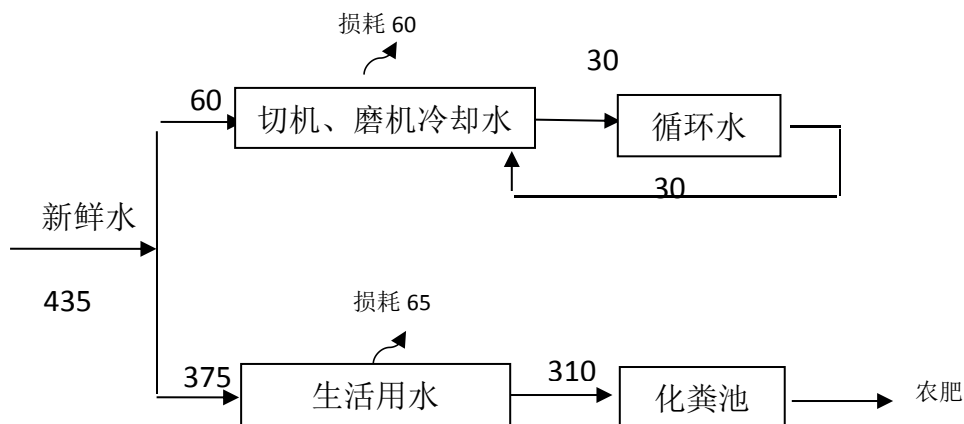 损耗 60
30
60
切机、磨机冷却水
循环水
30
新鲜水
435
损耗 65
375
生活用水
310
化粪池
农肥